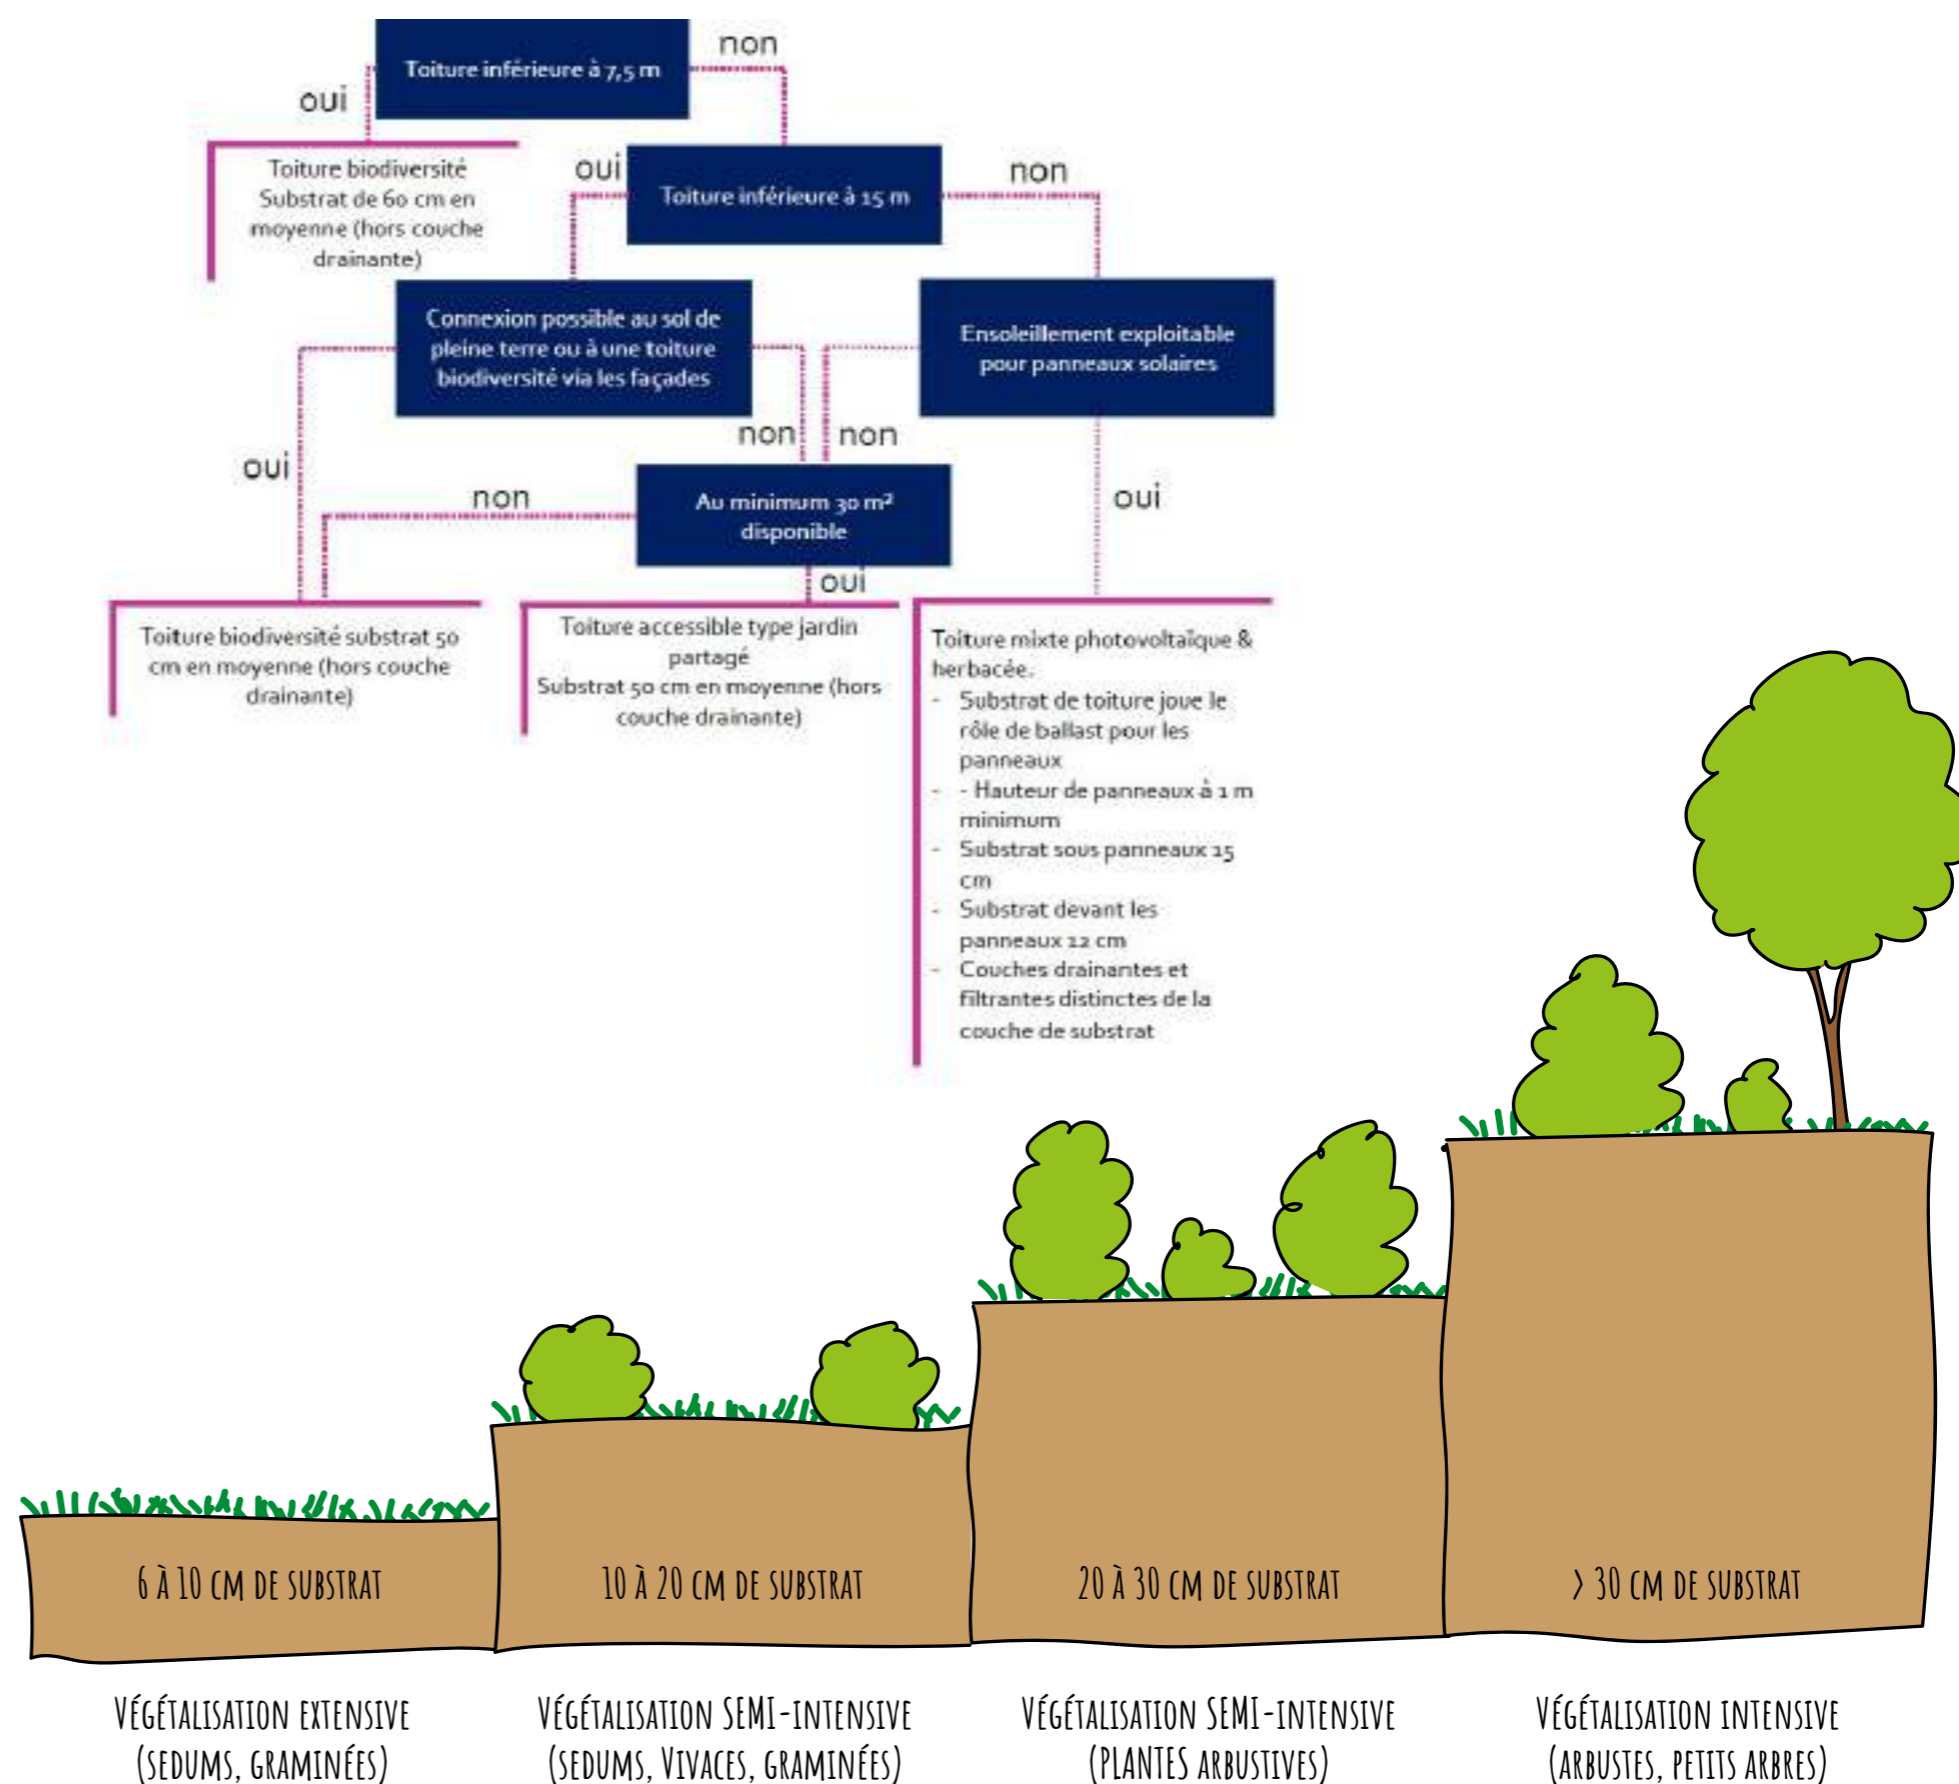 non
Toiture inférieure à 7,5 m
oui
Toiture biodiversité
Substrat de 60 cm en
moyenne (hors couche
drainante)
oui
Toiture inférieure à 15 m
non
Connexion possible au sol de
pleine terre ou à une toiture
biodiversité via les façades
Ensoleillement exploitable
pour panneaux solaires
non
non
oui
non
Au minimum 30 m²
disponible
oui
oui
Toiture biodiversité substrat 50
cm en moyenne (hors couche
drainante)
Toiture accessible type jardin
partagé
Substrat 50 cm en moyenne (hors
couche drainante)
Toiture mixte photovoltaïque &
herbacée.
- Substrat de toiture joue le
rôle de ballast pour les
panneaux
- - Hauteur de panneaux à 1 m
minimum
- Substrat sous panneaux 15
cm
- Substrat devant les
panneaux 12 cm
- Couches drainantes et
filtrantes distinctes de la
couche de substrat
6 À 10 CM DE SUBSTRAT
10 À 20 CM DE SUBSTRAT
20 À 30 CM DE SUBSTRAT
> 30 CM DE SUBSTRAT
VÉGÉTALISATION EXTENSIVE
(SEDUMS, GRAMINÉES)
VÉGÉTALISATION SEMI-INTENSIVE
(SEDUMS, VIVACES, GRAMINÉES)
VÉGÉTALISATION SEMI-INTENSIVE
(PLANTES ARBUSTIVES)
VÉGÉTALISATION INTENSIVE
(ARBUSTES, PETITS ARBRES)